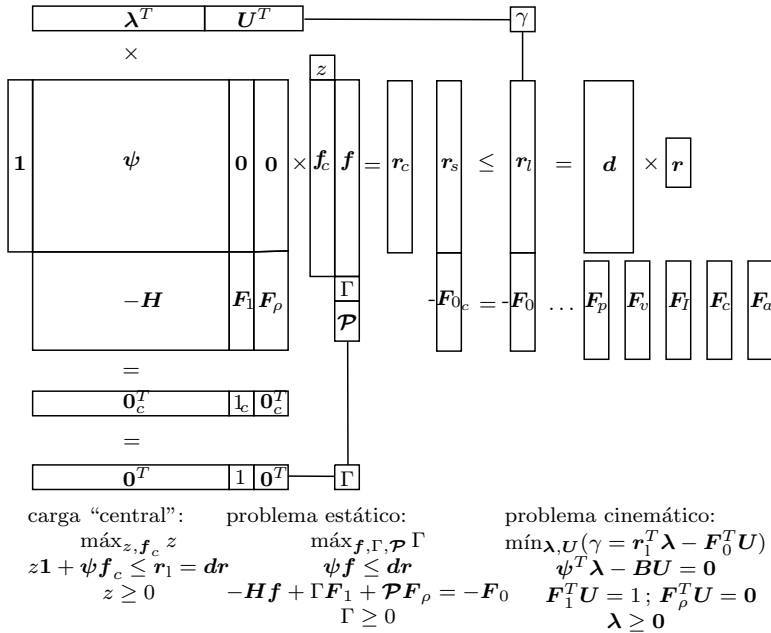 λ^T U^T γ
×
z
1 ψ 0 0 × f_c f = r_c r_s ≤ r_l = d × r
−H F_1 F_ρ Γ -F_{0c} = -F_0 ... F_p F_v F_I F_c F_a
𝓟
=
0_c^T 1_c 0_c^T
=
0^T 1 0^T Γ
carga “central”: problema estático: problema cinemático:
máx_{z,f_c} z máx_{f,Γ,𝓟} Γ mín_{λ,U}(γ = r_l^T λ − F_0^T U)
z1 + ψf_c ≤ r_l = dr ψf ≤ dr ψ^T λ − BU = 0
z ≥ 0 −Hf + ΓF_1 + 𝓟F_ρ = −F_0 F_1^T U = 1 ; F_ρ^T U = 0
Γ ≥ 0 λ ≥ 0